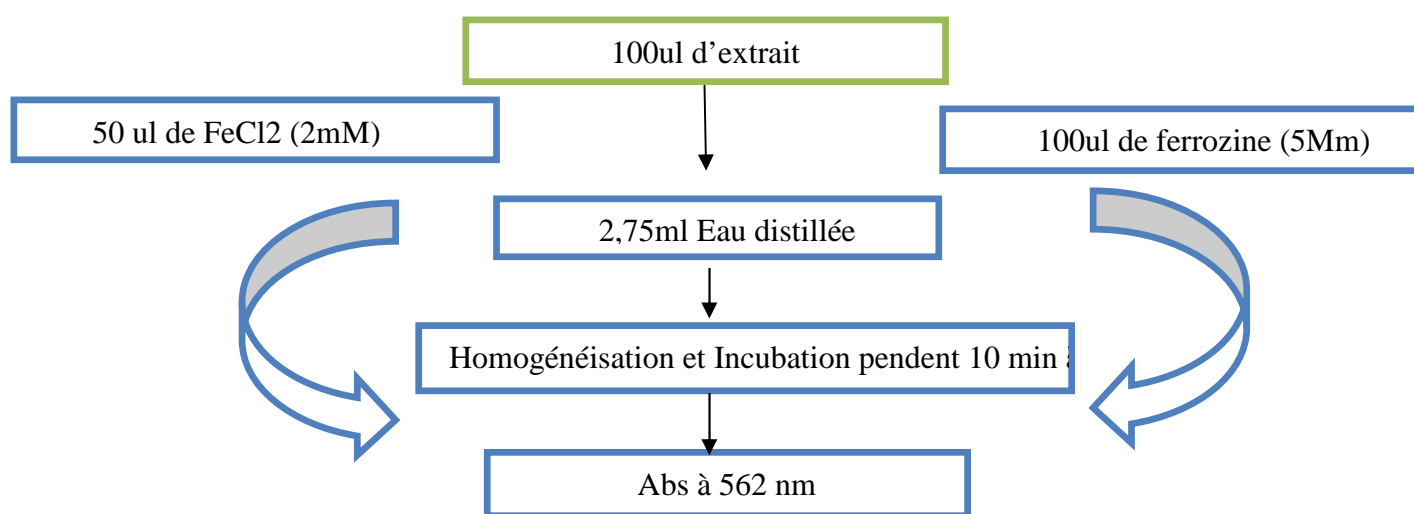 100ul d’extrait
50 ul de FeCl2 (2mM)
100ul de ferrozine (5Mm)
2,75ml Eau distillée
Homogénéisation et Incubation pendent 10 min
Abs à 562 nm